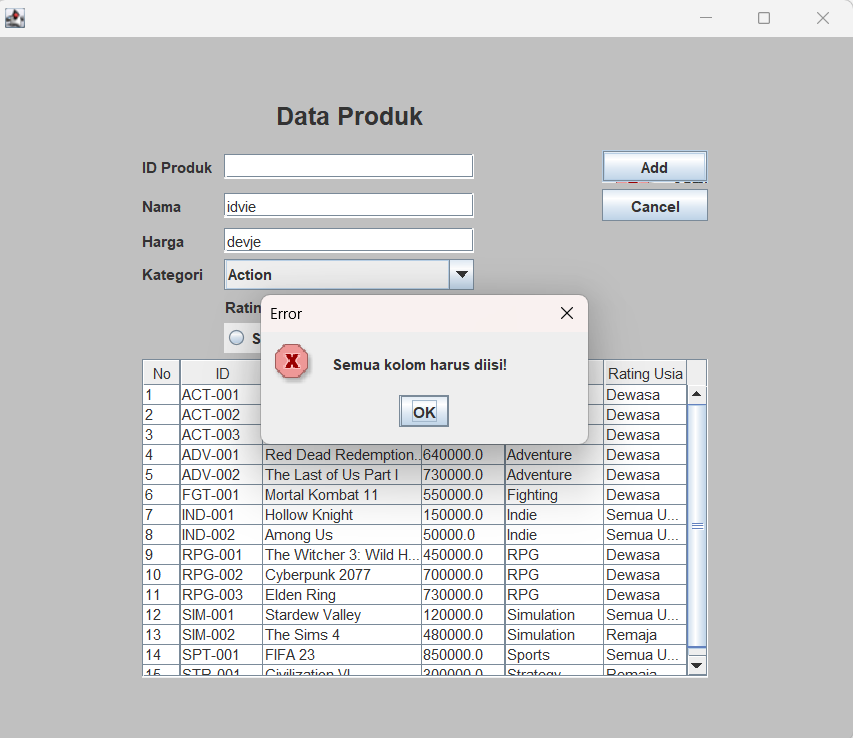 Data Produk
ID Produk
Add
Nama
idvie
Cancel
Harga
devje
Kategori
Action
Error
Semua kolom harus diisi!
OK
No ID Rating Usia
1 ACT-001 Dewasa
2 ACT-002 Dewasa
3 ACT-003 Dewasa
4 ADV-001 Red Dead Redemption... 640000.0 Adventure Dewasa
5 ADV-002 The Last of Us Part I 730000.0 Adventure Dewasa
6 FGT-001 Mortal Kombat 11 550000.0 Fighting Dewasa
7 IND-001 Hollow Knight 150000.0 Indie Semua U...
8 IND-002 Among Us 50000.0 Indie Semua U...
9 RPG-001 The Witcher 3: Wild H... 450000.0 RPG Dewasa
10 RPG-002 Cyberpunk 2077 700000.0 RPG Dewasa
11 RPG-003 Elden Ring 730000.0 RPG Dewasa
12 SIM-001 Stardew Valley 120000.0 Simulation Semua U...
13 SIM-002 The Sims 4 480000.0 Simulation Remaja
14 SPT-001 FIFA 23 850000.0 Sports Semua U...
15 STR-001 Civilization VI 300000.0 Strategy Remaja